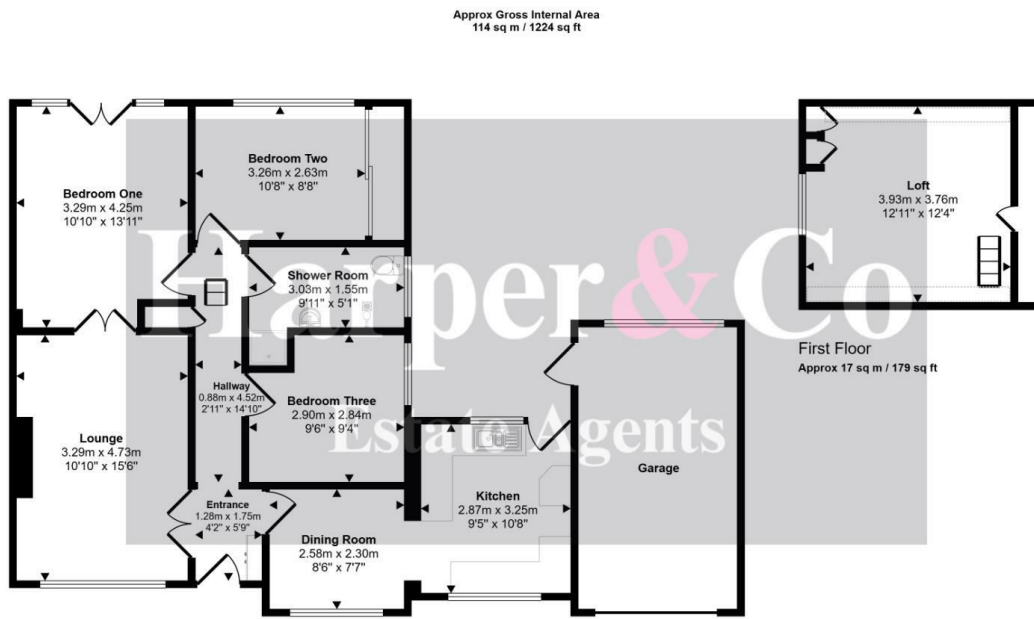 Approx Gross Internal Area
114 sq m / 1224 sq ft
Bedroom One
3.29m x 4.25m
10'10" x 13'11"
Bedroom Two
3.26m x 2.63m
10'8" x 8'8"
Loft
3.93m x 3.76m
12'11" x 12'4"
Harper&Co
Estate Agents
Shower Room
3.03m x 1.55m
9'11" x 5'1"
First Floor
Approx 17 sq m / 179 sq ft
Hallway
0.88m x 4.52m
2'11" x 14'10"
Bedroom Three
2.90m x 2.84m
9'6" x 9'4"
Lounge
3.29m x 4.73m
10'10" x 15'6"
Garage
Kitchen
2.87m x 3.25m
9'5" x 10'8"
Entrance
1.28m x 1.75m
4'2" x 5'9"
Dining Room
2.58m x 2.30m
8'6" x 7'7"